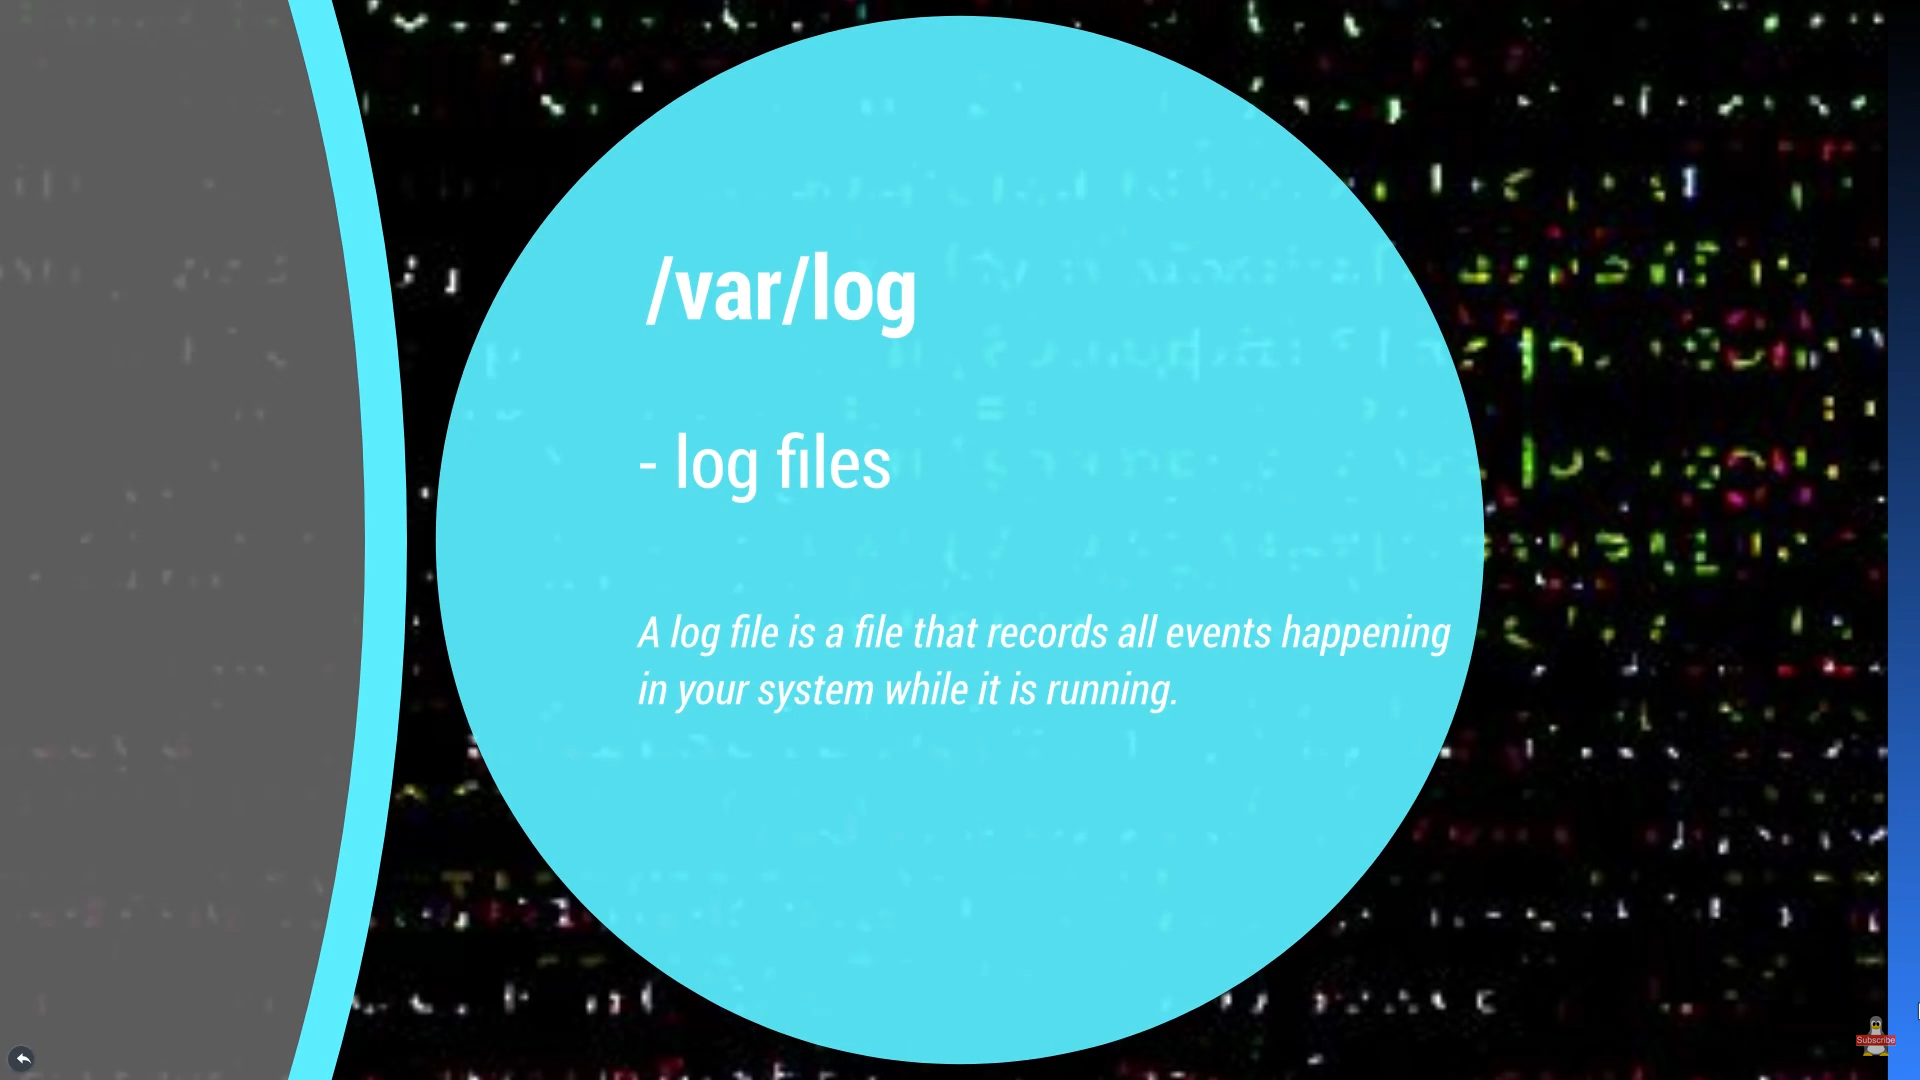 /var/log
- log files
A log file is a file that records all events happening
in your system while it is running.
Subscribe